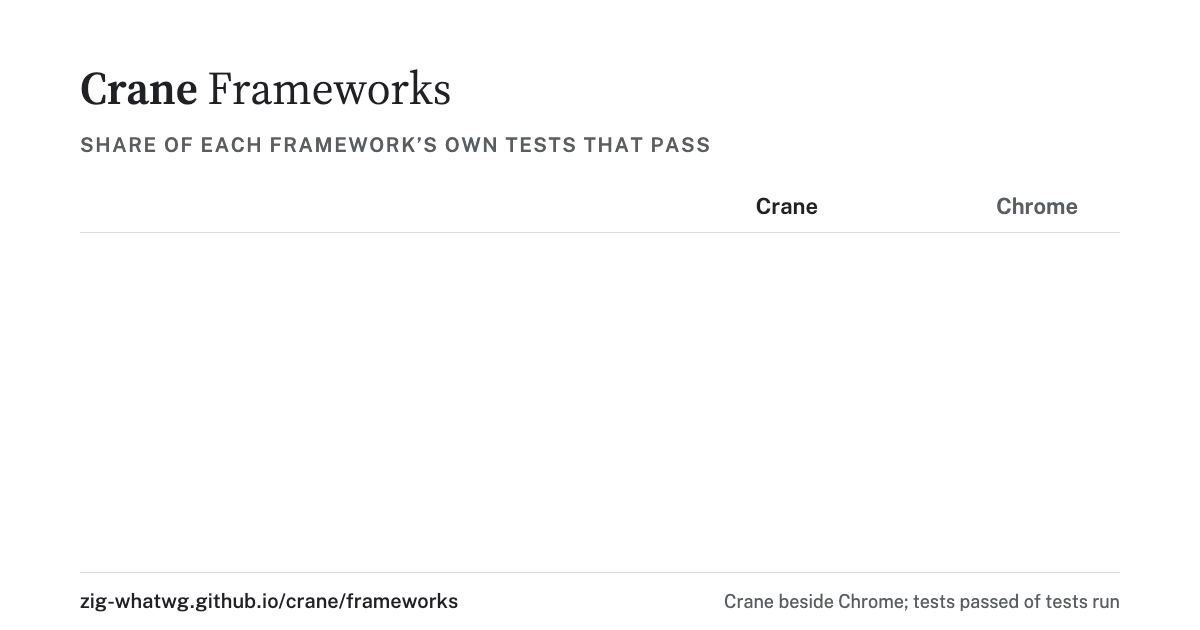 Crane Frameworks
SHARE OF EACH FRAMEWORK’S OWN TESTS THAT PASS
Crane Chrome
zig-whatwg.github.io/crane/frameworks
Crane beside Chrome; tests passed of tests run